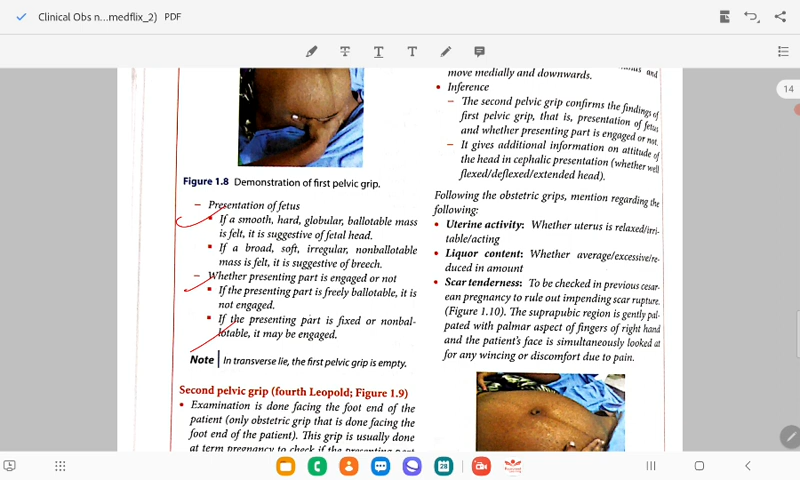 Clinical Obs n...medflix_2) PDF
14
Figure 1.8 Demonstration of first pelvic grip.
– Presentation of fetus
▪ If a smooth, hard, globular, ballotable mass
is felt, it is suggestive of fetal head.
▪ If a broad, soft, irregular, nonballotable
mass is felt, it is suggestive of breech.
– Whether presenting part is engaged or not
▪ If the presenting part is freely ballotable, it is
not engaged.
▪ If the presenting part is fixed or nonbal-
lotable, it may be engaged.
Note | In transverse lie, the first pelvic grip is empty.
Second pelvic grip (fourth Leopold; Figure 1.9)
• Examination is done facing the foot end of the
patient (only obstetric grip that is done facing the
foot end of the patient). This grip is usually done
at term pregnancy to check if the presenting part
and
move medially and downwards.
• Inference
– The second pelvic grip confirms the findings of
first pelvic grip, that is, presentation of fetus
and whether presenting part is engaged or not.
– It gives additional information on attitude of
the head in cephalic presentation (whether well
flexed/deflexed/extended head).
Following the obstetric grips, mention regarding the
following:
• Uterine activity: Whether uterus is relaxed/irri-
table/acting
• Liquor content: Whether average/excessive/re-
duced in amount
• Scar tenderness: To be checked in previous cesar-
ean pregnancy to rule out impending scar rupture.
(Figure 1.10). The suprapubic region is gently pal-
pated with palmar aspect of fingers of right hand
and the patient's face is simultaneously looked at
for any wincing or discomfort due to pain.
28